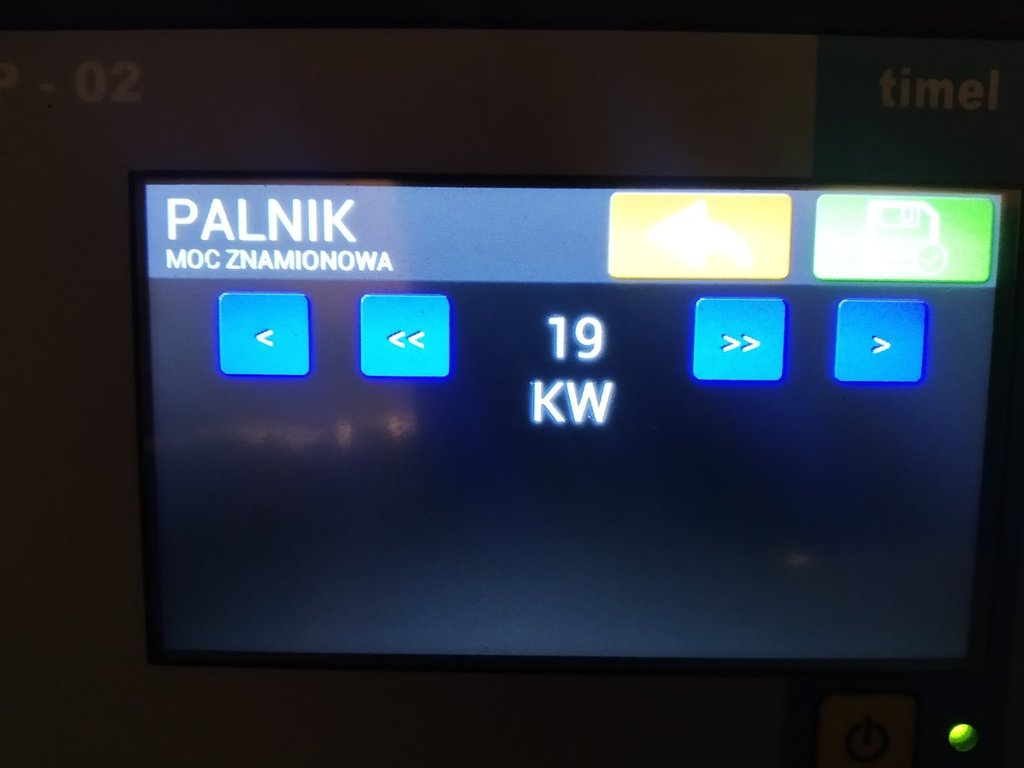 P - 02
timel
PALNIK
MOC ZNAMIONOWA
< << 19 >> >
KW